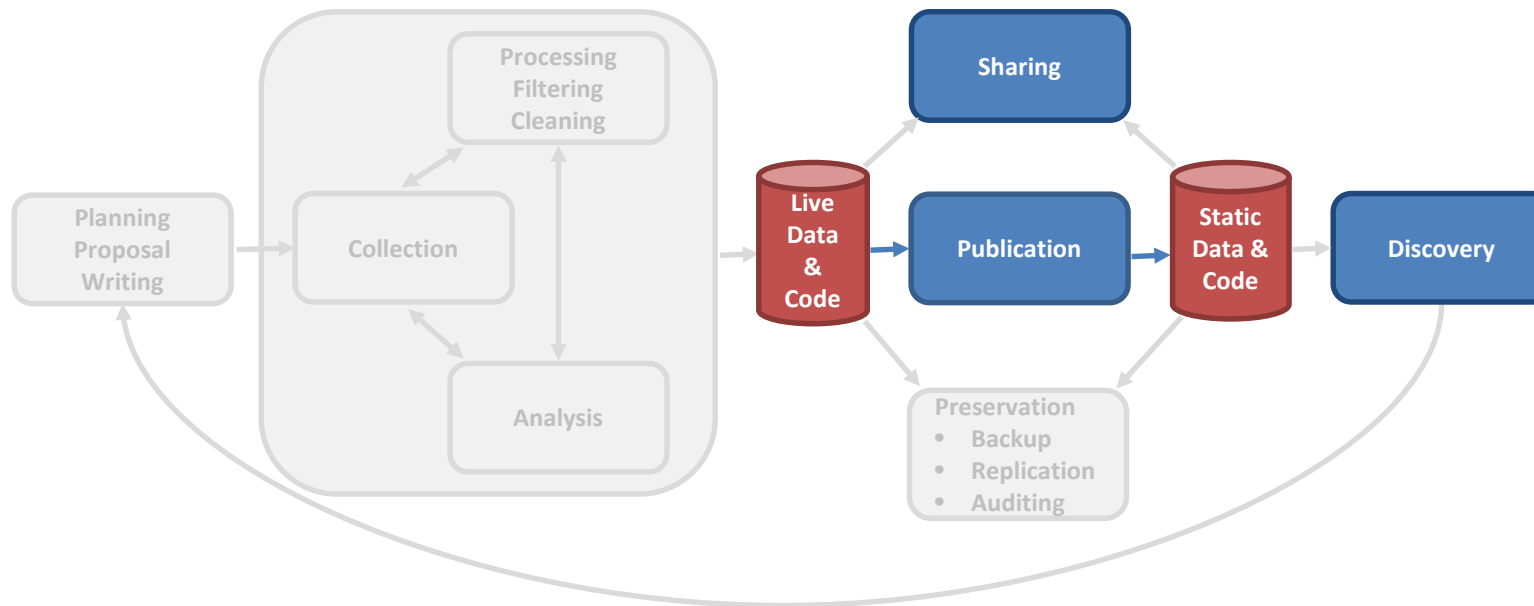 Processing
Filtering
Cleaning
Sharing
Planning
Proposal
Writing
Collection
Live
Data
&
Code
Publication
Static
Data &
Code
Discovery
Analysis
Preservation
• Backup
• Replication
• Auditing